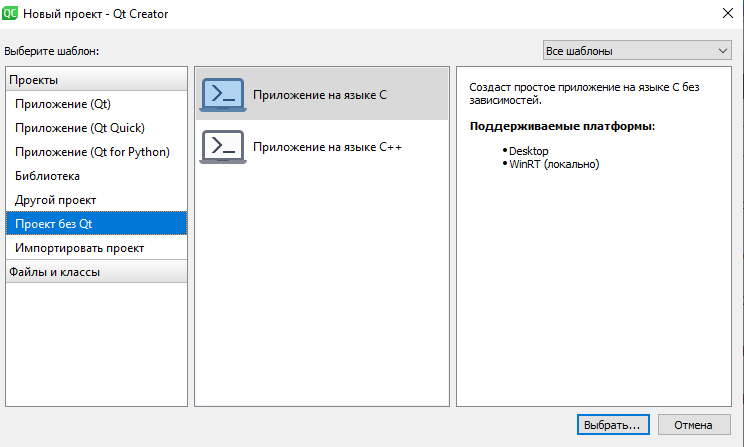 QC Новый проект - Qt Creator
Выберите шаблон:
Все шаблоны
Проекты
Приложение (Qt)
Приложение (Qt Quick)
Приложение (Qt for Python)
Библиотека
Другой проект
Проект без Qt
Импортировать проект
Файлы и классы
Приложение на языке C
Приложение на языке C++
Создаст простое приложение на языке C без
зависимостей.
Поддерживаемые платформы:
• Desktop
• WinRT (локально)
Выбрать...
Отмена